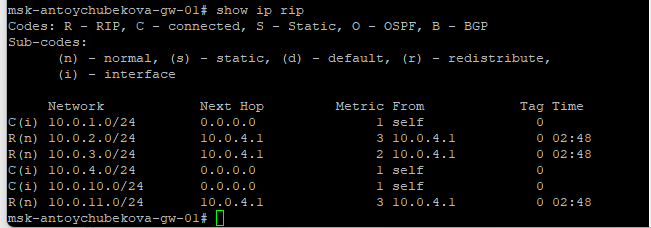 msk-antoychubekova-gw-01# show ip rip
Codes: R - RIP, C - connected, S - Static, O - OSPF, B - BGP
Sub-codes:
      (n) - normal, (s) - static, (d) - default, (r) - redistribute,
      (i) - interface

     Network            Next Hop         Metric From            Tag Time
C(i) 10.0.1.0/24        0.0.0.0               1 self              0
R(n) 10.0.2.0/24        10.0.4.1              3 10.0.4.1          0 02:48
R(n) 10.0.3.0/24        10.0.4.1              2 10.0.4.1          0 02:48
C(i) 10.0.4.0/24        0.0.0.0               1 self              0
C(i) 10.0.10.0/24       0.0.0.0               1 self              0
R(n) 10.0.11.0/24       10.0.4.1              3 10.0.4.1          0 02:48
msk-antoychubekova-gw-01#